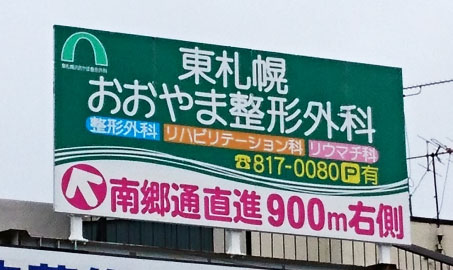 東札幌
おおやま整形外科
整形外科 リハビリテーション科 リウマチ科
☎817-0080 P有
南郷通直進900m右側